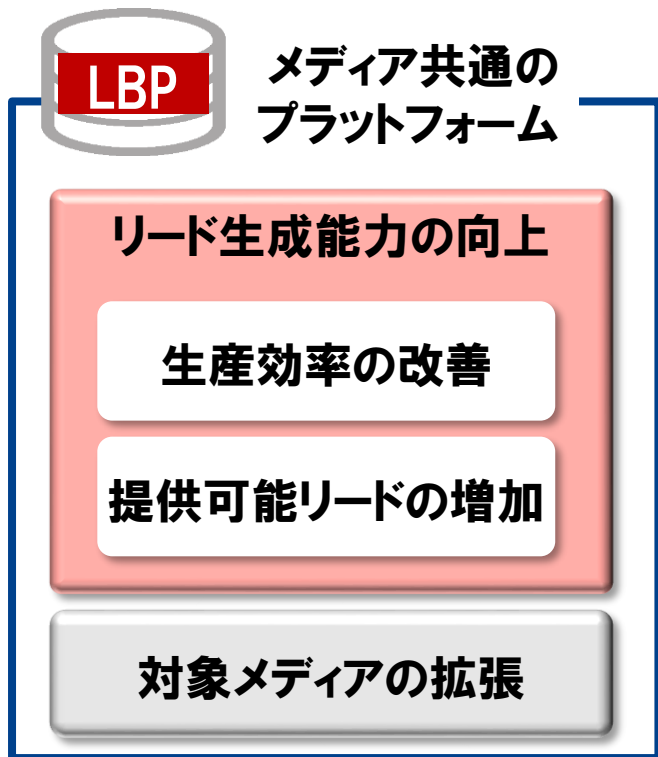 LBP
メディア共通の
プラットフォーム
リード生成能力の向上
生産効率の改善
提供可能リードの増加
対象メディアの拡張